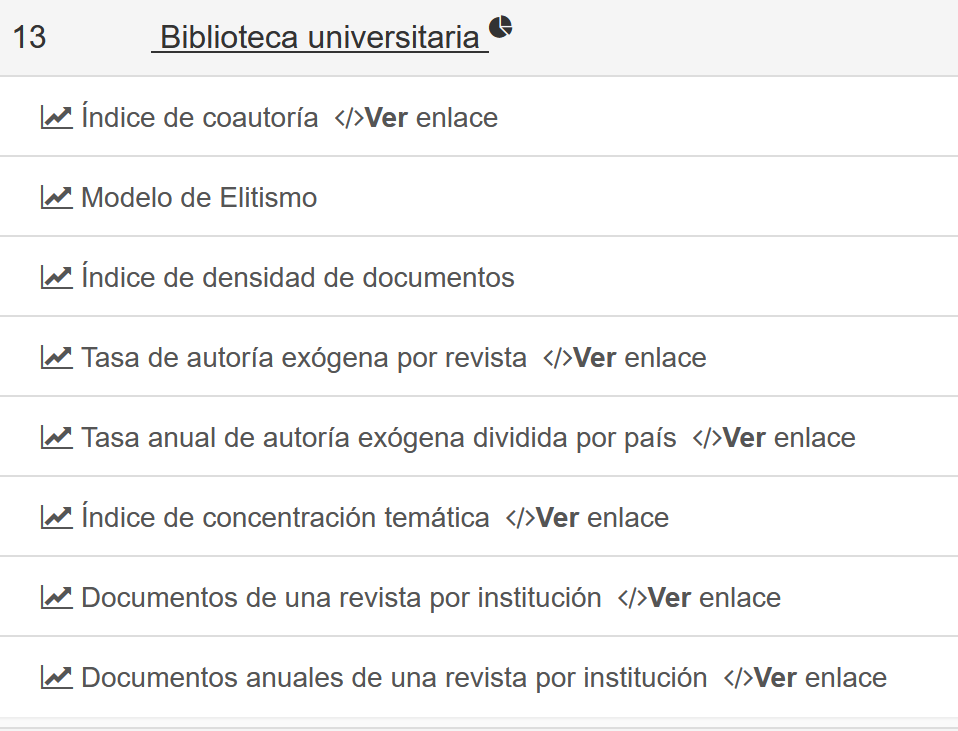 13 Biblioteca universitaria
Índice de coautoría </>Ver enlace
Modelo de Elitismo
Índice de densidad de documentos
Tasa de autoría exógena por revista </>Ver enlace
Tasa anual de autoría exógena dividida por país </>Ver enlace
Índice de concentración temática </>Ver enlace
Documentos de una revista por institución </>Ver enlace
Documentos anuales de una revista por institución </>Ver enlace